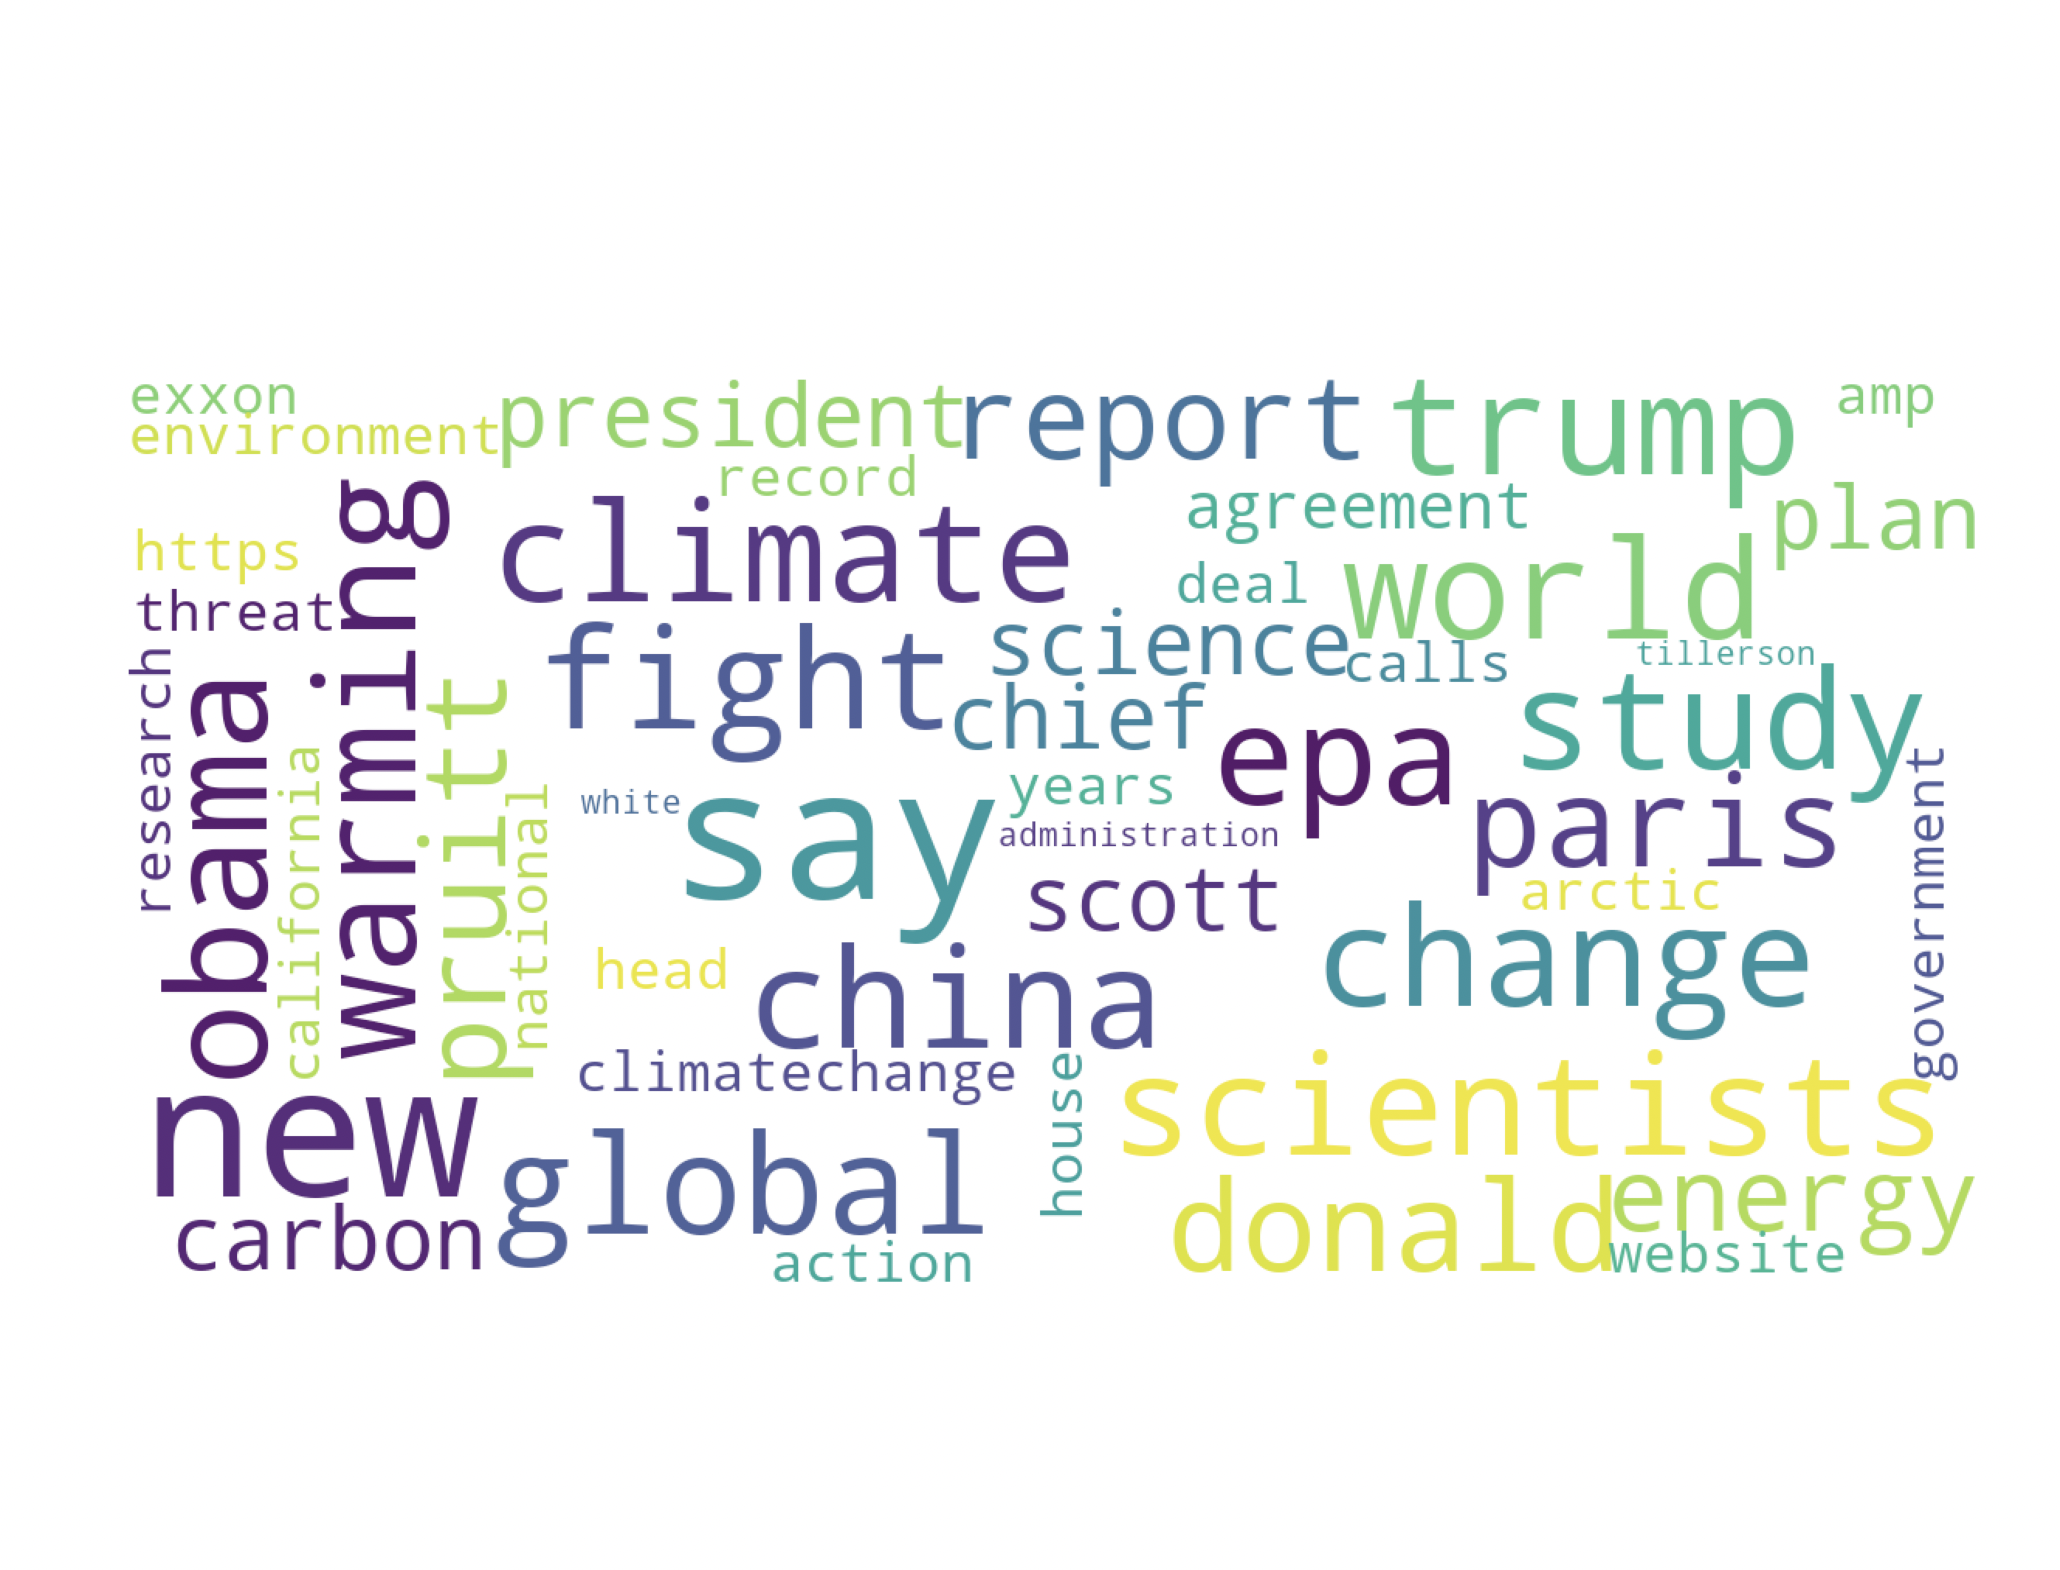 exxon
president
report
trump
amp
environment
record
agreement
plan
https
climate
deal
world
threat
warming
fight
science
calls
tillerson
research
obama
pruitt
chief
epa
study
california
national
white
say
years
administration
paris
government
scott
arctic
head
china
change
climatechange
house
scientists
new
global
donald
energy
carbon
action
website